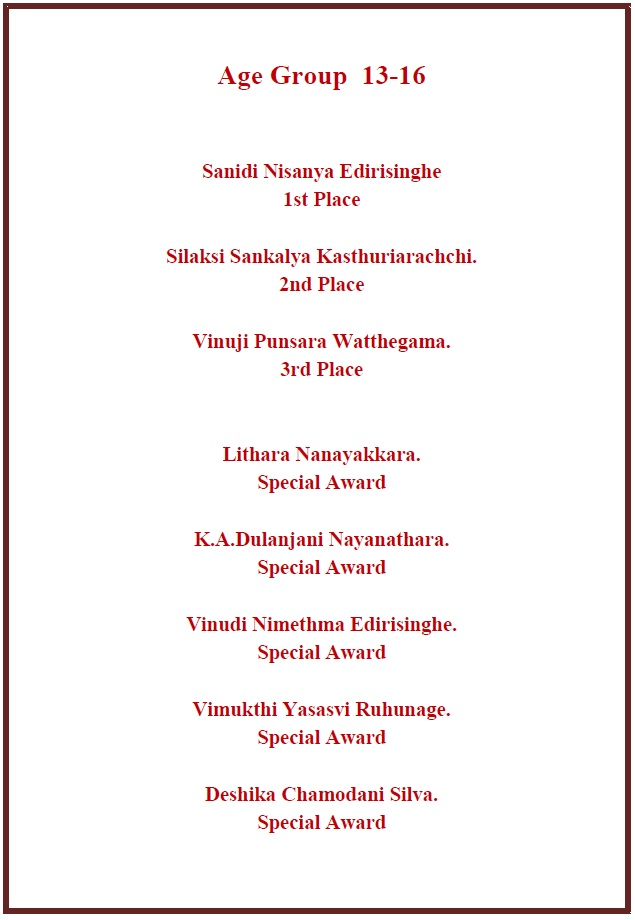 Age Group  13-16
Sanidi Nisanya Edirisinghe
1st Place
Silaksi Sankalya Kasthuriarachchi.
2nd Place
Vinuji Punsara Watthegama.
3rd Place
Lithara Nanayakkara.
Special Award
K.A.Dulanjani Nayanathara.
Special Award
Vinudi Nimethma Edirisinghe.
Special Award
Vimukthi Yasasvi Ruhunage.
Special Award
Deshika Chamodani Silva.
Special Award